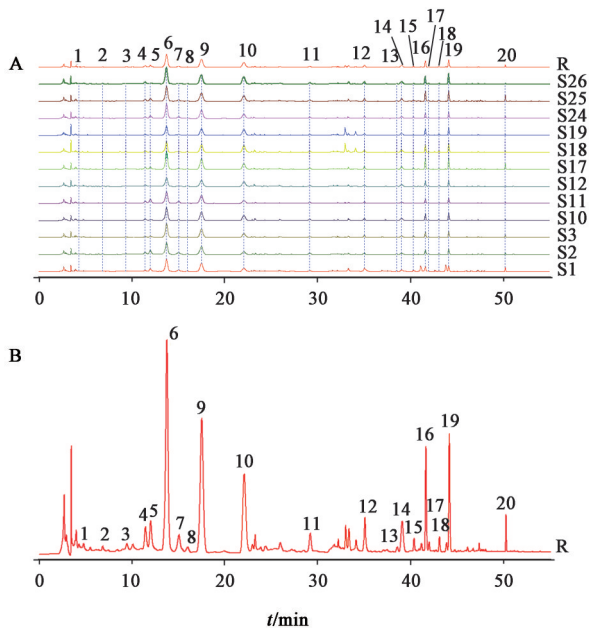 14 15 17 18
A 1 2 3 4 5 6 7 8 9 10 11 12 13 16 19 20
R
S26
S25
S24
S19
S18
S17
S12
S11
S10
S3
S2
S1
0 10 20 30 40 50
B
6
9
10
16
19
1 2 3 4 5 7 8 11 12 13 14 15 17 18 20
R
0 10 20 30 40 50
t/min